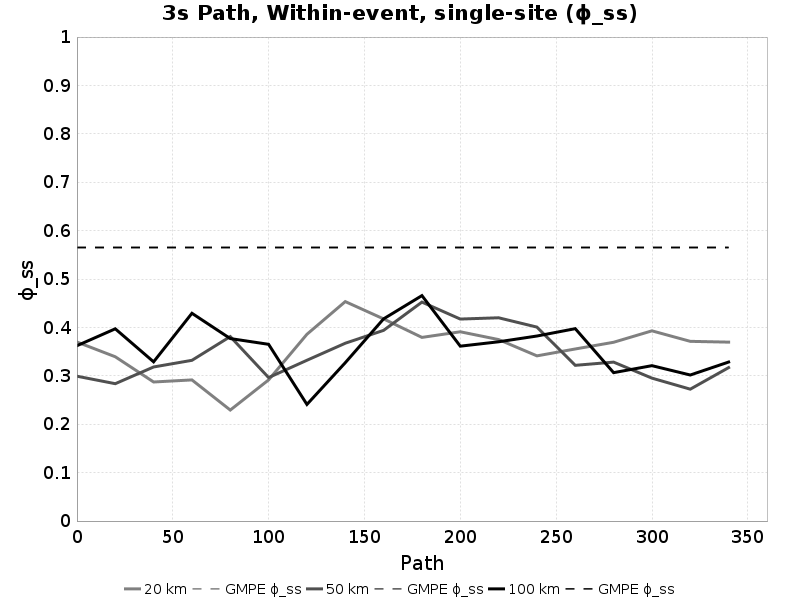 3s Path, Within-event, single-site (ϕ_ss)
1
0.9
0.8
0.7
0.6
0.5
0.4
0.3
0.2
0.1
0
ϕ_ss
0 50 100 150 200 250 300 350
Path
20 km GMPE ϕ_ss 50 km GMPE ϕ_ss 100 km GMPE ϕ_ss